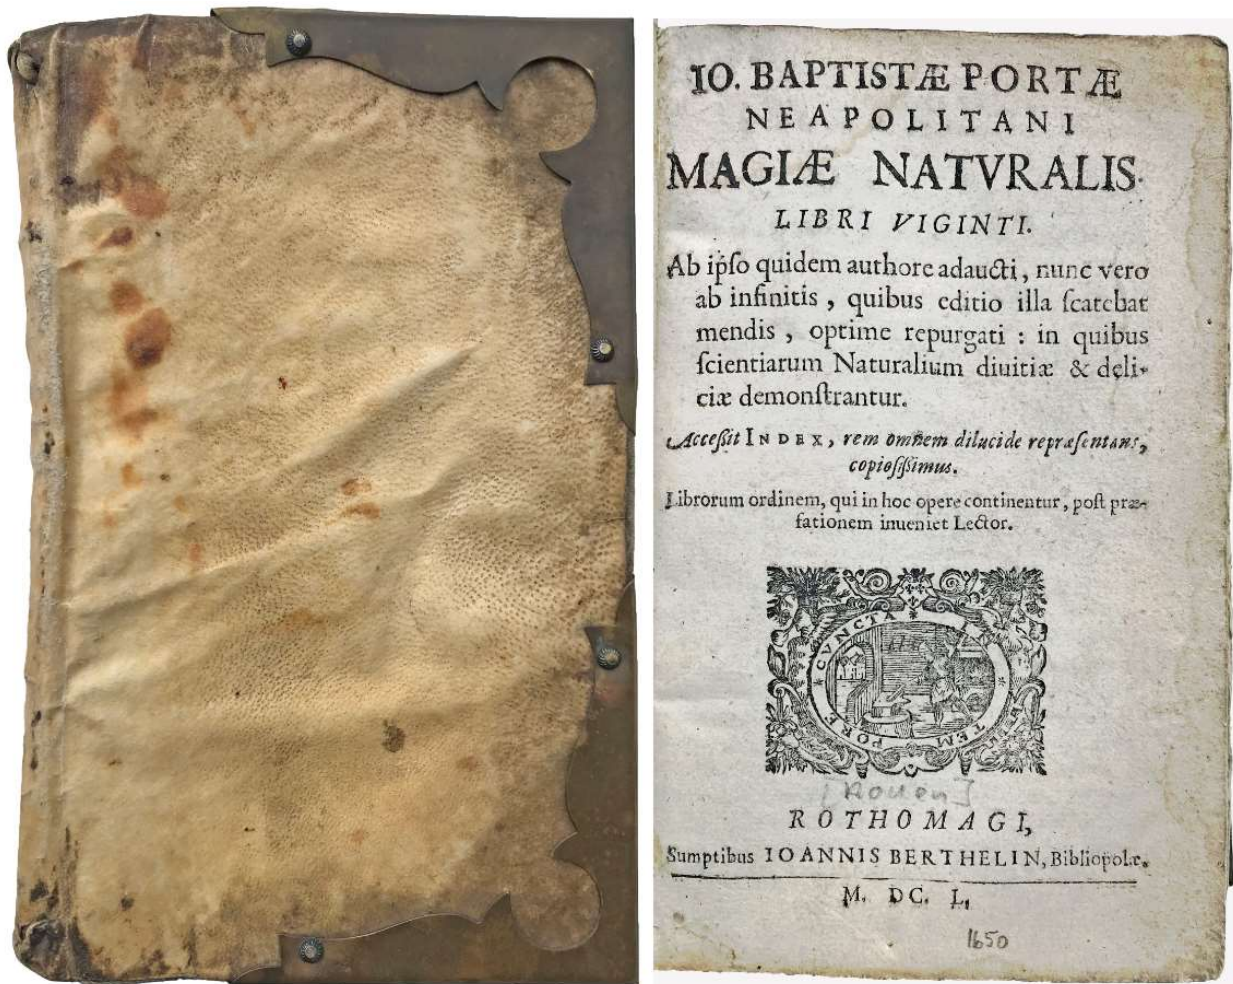 IO. BAPTISTÆ PORTÆ
NEAPOLITANI
MAGIÆ NATVRALIS.
LIBRI VIGINTI.
Ab ipſo quidem authore adaucti, nunc vero
ab infinitis, quibus editio illa ſcatebat
mendis, optime repurgati: in quibus
ſcientiarum Naturalium diuitiæ & deli-
ciæ demonſtrantur.
Acceſſit INDEX, rem omnem dilucide repræſentans,
copioſiſſimus.
Librorum ordinem, qui in hoc opere continentur, poſt præ-
fationem inueniet Lector.
CVNCTA
TEMPORE
[Rouen]
ROTHOMAGI,
Sumptibus IOANNIS BERTHELIN, Bibliopolæ.
M. DC. L.
1650